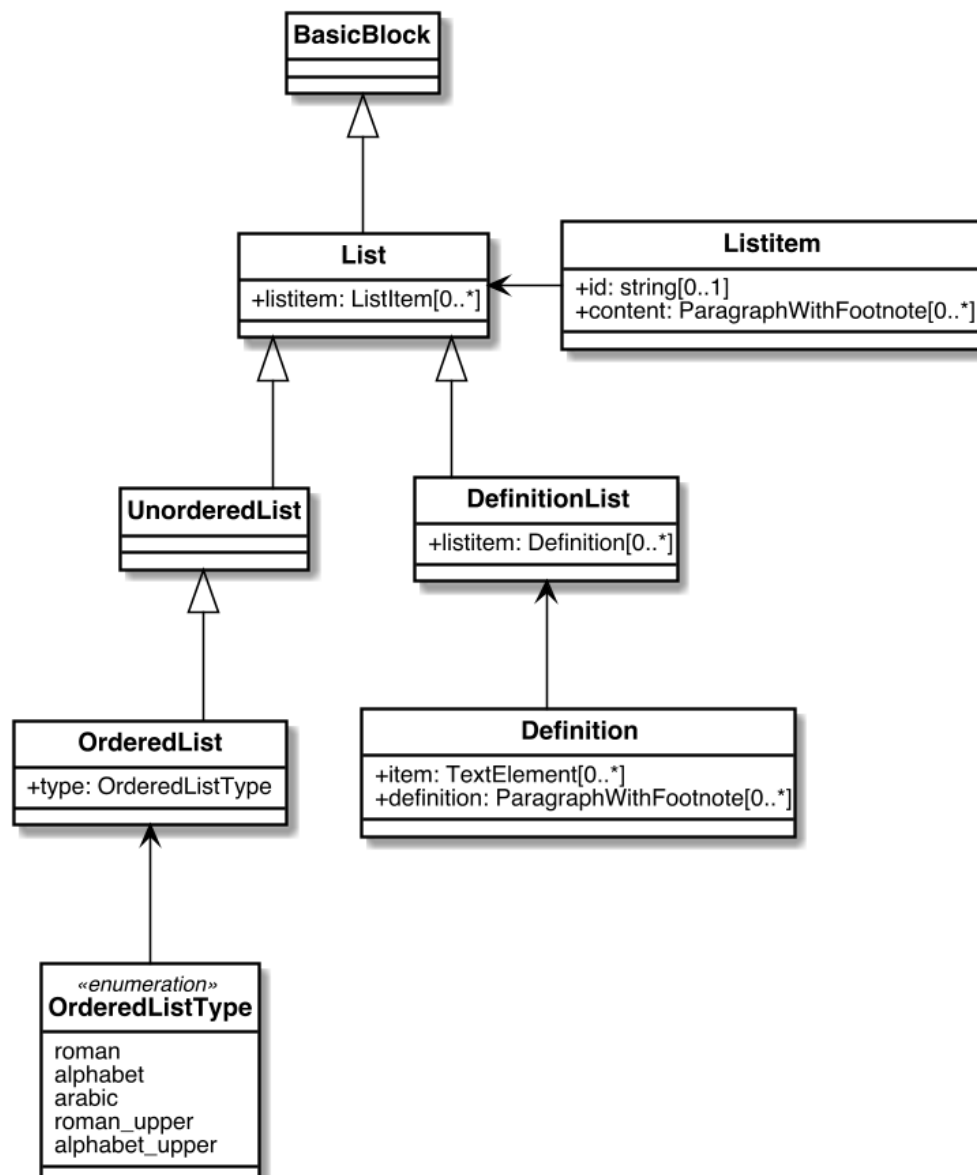 BasicBlock
List
+listitem: ListItem[0..*]
Listitem
+id: string[0..1]
+content: ParagraphWithFootnote[0..*]
UnorderedList
DefinitionList
+listitem: Definition[0..*]
OrderedList
+type: OrderedListType
Definition
+item: TextElement[0..*]
+definition: ParagraphWithFootnote[0..*]
«enumeration»
OrderedListType
roman
alphabet
arabic
roman_upper
alphabet_upper